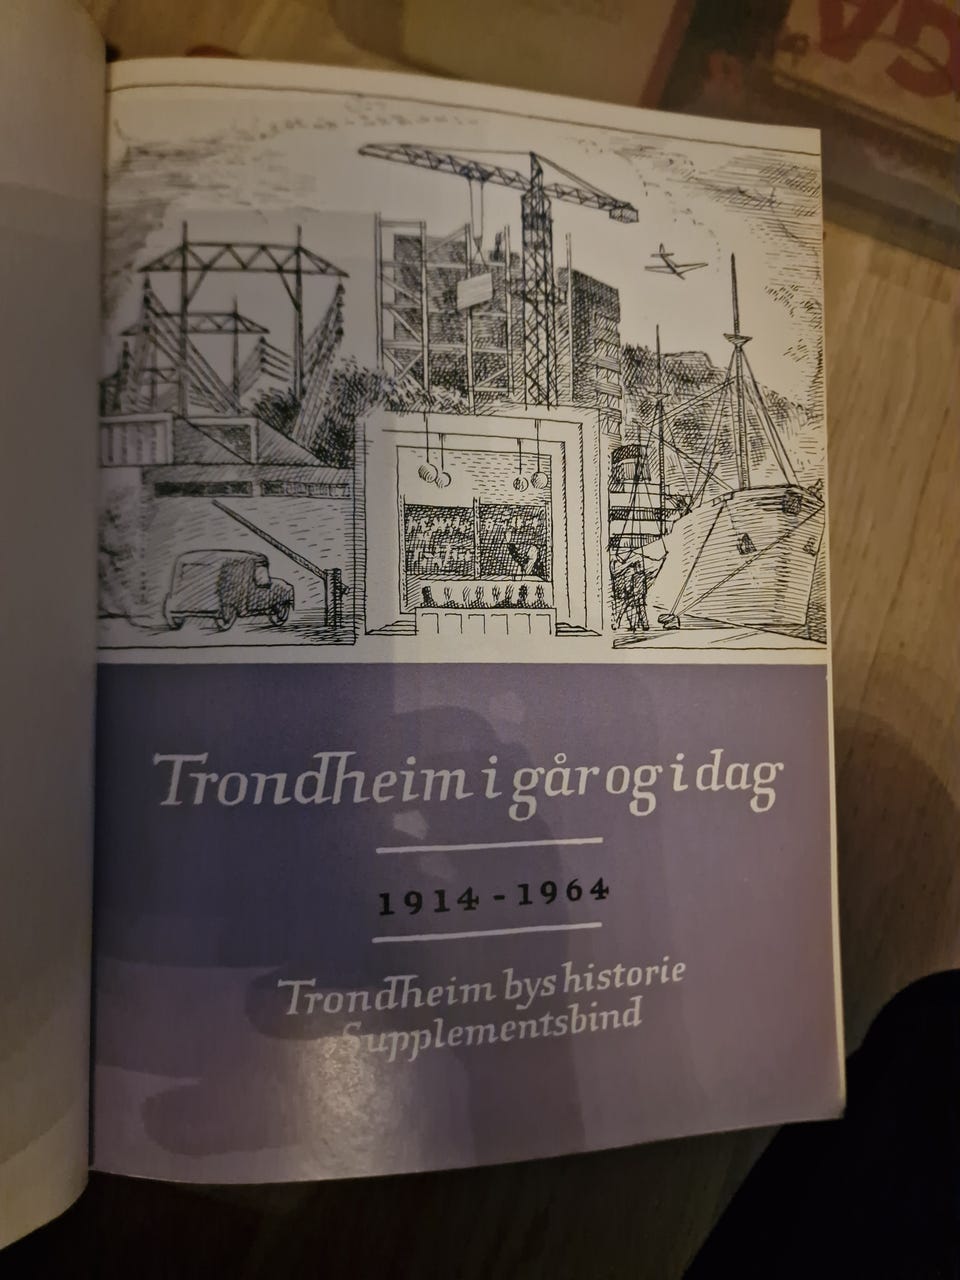 Trondheim i går og i dag
1914-1964
Trondheim bys historie
Supplementsbind